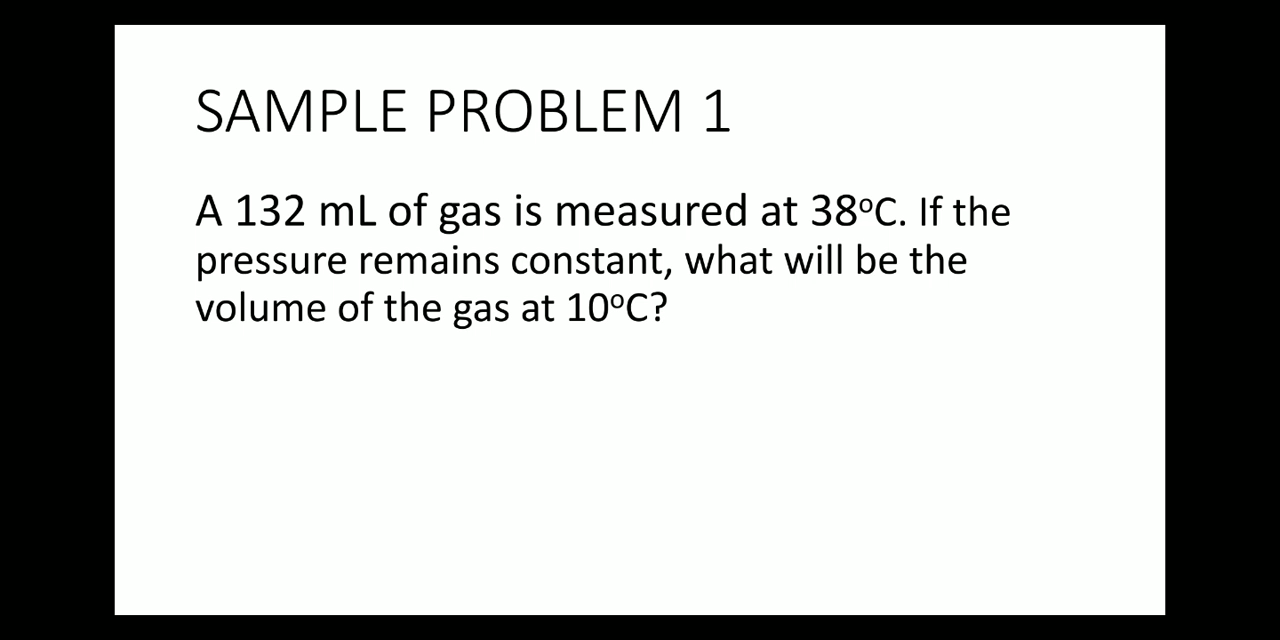 SAMPLE PROBLEM 1
A 132 mL of gas is measured at 38ºC. If the
pressure remains constant, what will be the
volume of the gas at 10ºC?